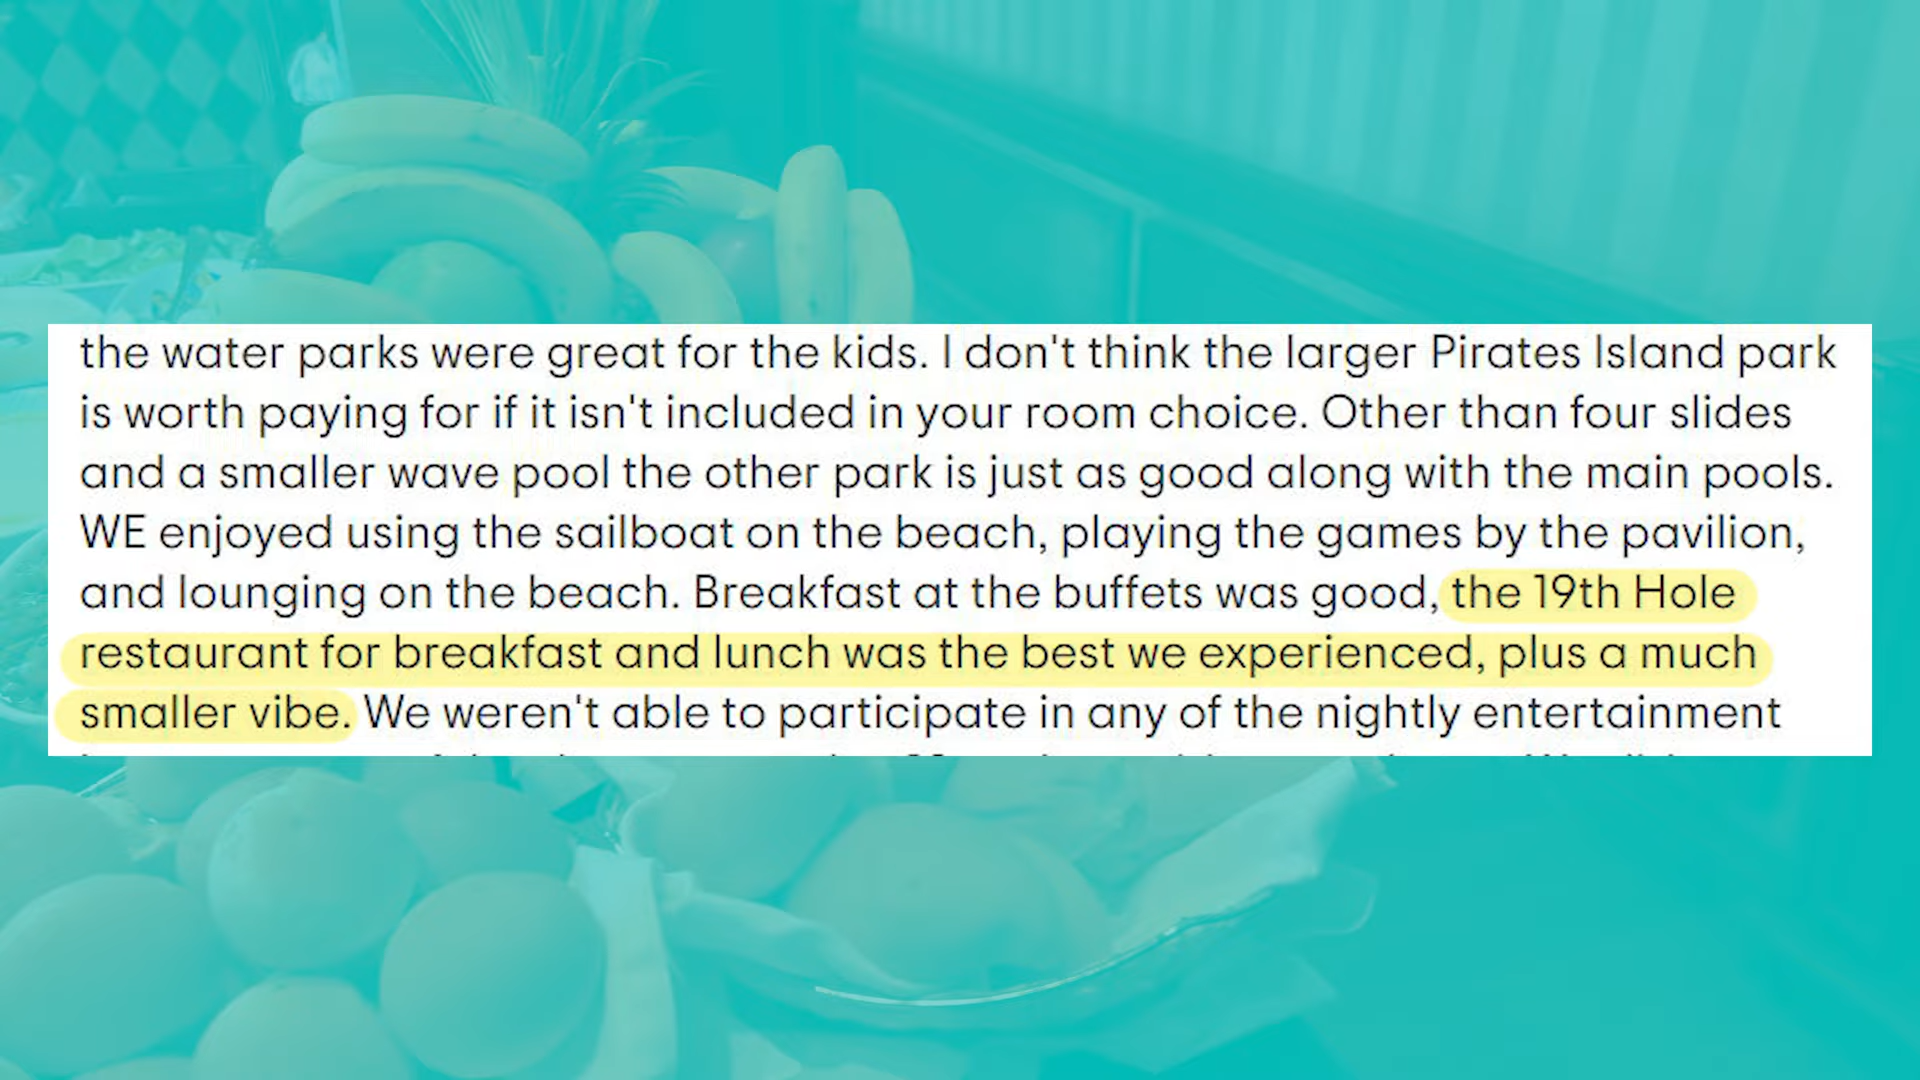 the water parks were great for the kids. I don't think the larger Pirates Island park
is worth paying for if it isn't included in your room choice. Other than four slides
and a smaller wave pool the other park is just as good along with the main pools.
WE enjoyed using the sailboat on the beach, playing the games by the pavilion,
and lounging on the beach. Breakfast at the buffets was good, the 19th Hole
restaurant for breakfast and lunch was the best we experienced, plus a much
smaller vibe. We weren't able to participate in any of the nightly entertainment